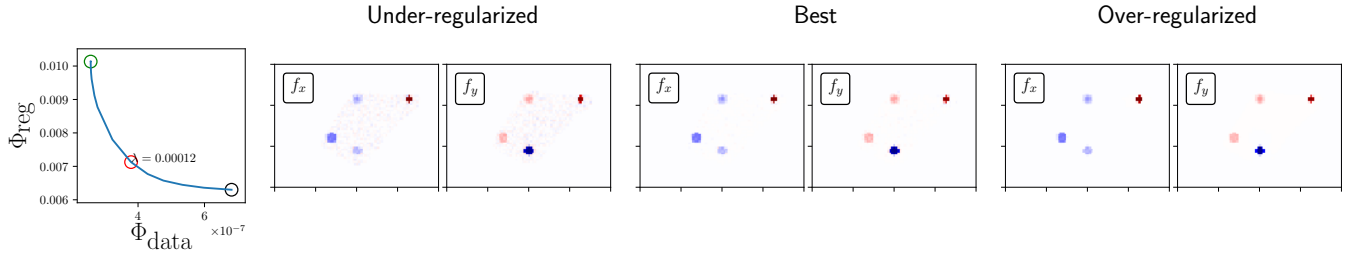 Under-regularized
Best
Over-regularized
0.010
0.009
0.008
0.007
0.006
Φreg
λ = 0.00012
4
6
×10⁻⁷
Φdata
fx
fy
fx
fy
fx
fy